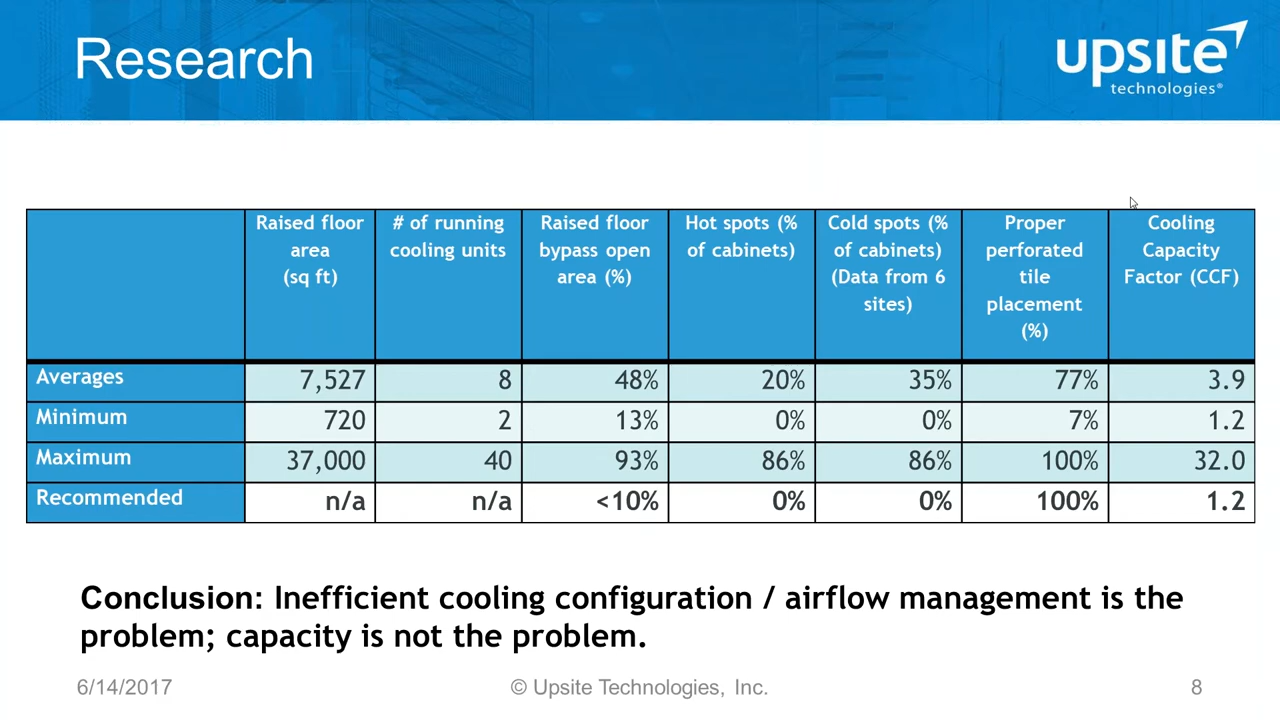 Research
upsite
technologies®
Raised floor area (sq ft)
# of running cooling units
Raised floor bypass open area (%)
Hot spots (% of cabinets)
Cold spots (% of cabinets) (Data from 6 sites)
Proper perforated tile placement (%)
Cooling Capacity Factor (CCF)
Averages 7,527 8 48% 20% 35% 77% 3.9
Minimum 720 2 13% 0% 0% 7% 1.2
Maximum 37,000 40 93% 86% 86% 100% 32.0
Recommended n/a n/a <10% 0% 0% 100% 1.2
Conclusion: Inefficient cooling configuration / airflow management is the
problem; capacity is not the problem.
6/14/2017 © Upsite Technologies, Inc. 8